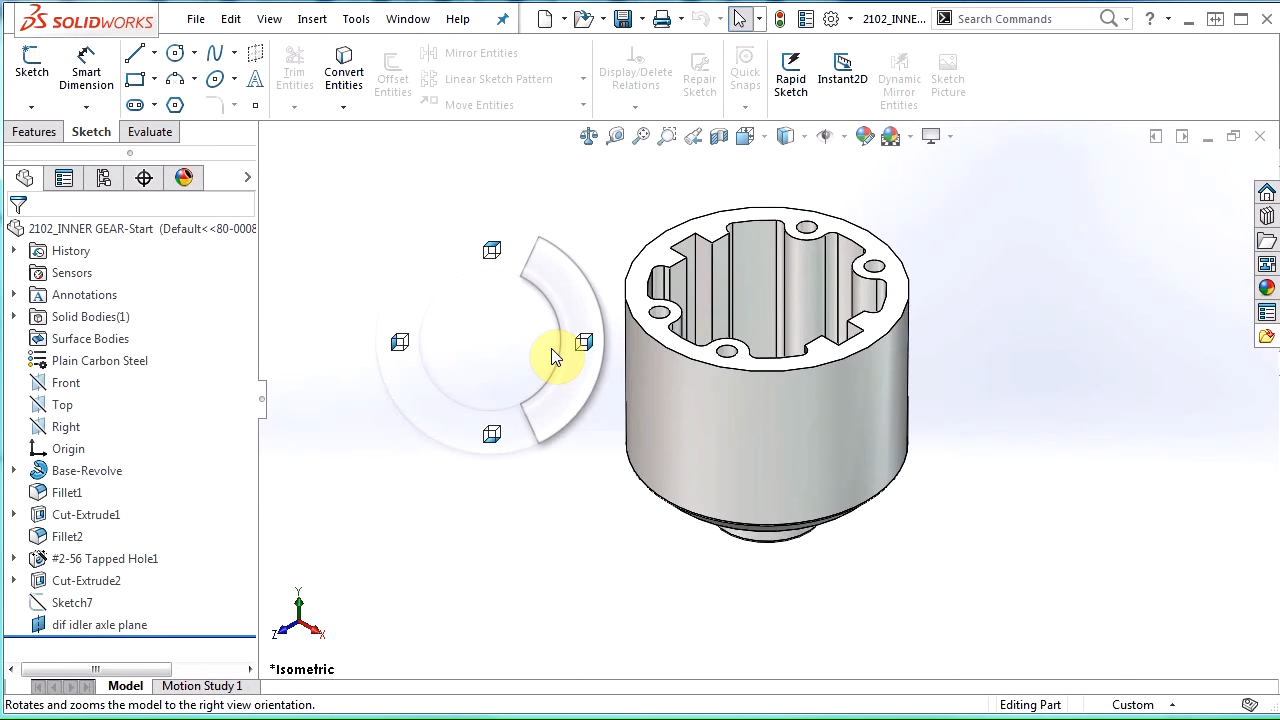 SOLIDWORKS
File Edit View Insert Tools Window Help
2102_INNE...
Search Commands
Sketch
Smart Dimension
Trim Entities
Convert Entities
Offset Entities
Mirror Entities
Linear Sketch Pattern
Move Entities
Display/Delete Relations
Repair Sketch
Quick Snaps
Rapid Sketch
Instant2D
Dynamic Mirror Entities
Sketch Picture
Features Sketch Evaluate
2102_INNER GEAR-Start (Default<<80-0008
History
Sensors
Annotations
Solid Bodies(1)
Surface Bodies
Plain Carbon Steel
Front
Top
Right
Origin
Base-Revolve
Fillet1
Cut-Extrude1
Fillet2
#2-56 Tapped Hole1
Cut-Extrude2
Sketch7
dif idler axle plane
Y
Z X
*Isometric
Model Motion Study 1
Rotates and zooms the model to the right view orientation.
Editing Part Custom